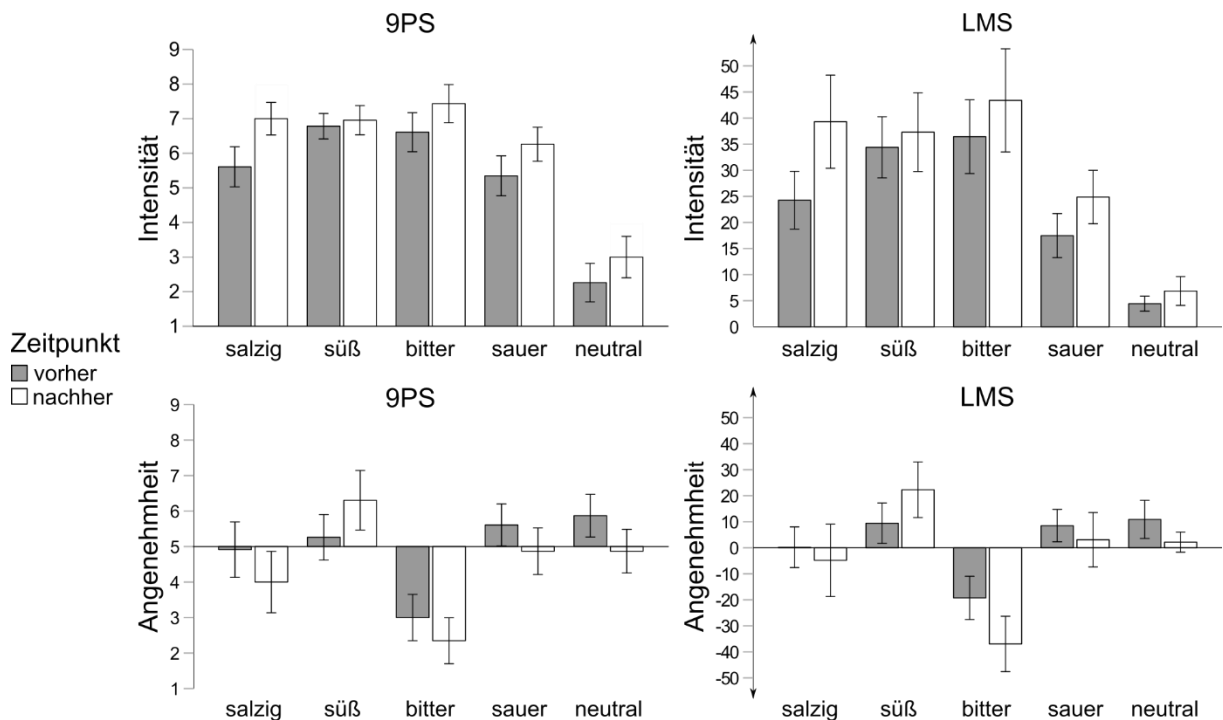 9PS
Intensität
9
8
7
6
5
4
3
2
1
salzig süß bitter sauer neutral
LMS
Intensität
50
45
40
35
30
25
20
15
10
5
0
salzig süß bitter sauer neutral
Zeitpunkt
vorher
nachher
9PS
Angenehmheit
9
8
7
6
5
4
3
2
1
salzig süß bitter sauer neutral
LMS
Angenehmheit
50
40
30
20
10
0
-10
-20
-30
-40
-50
salzig süß bitter sauer neutral